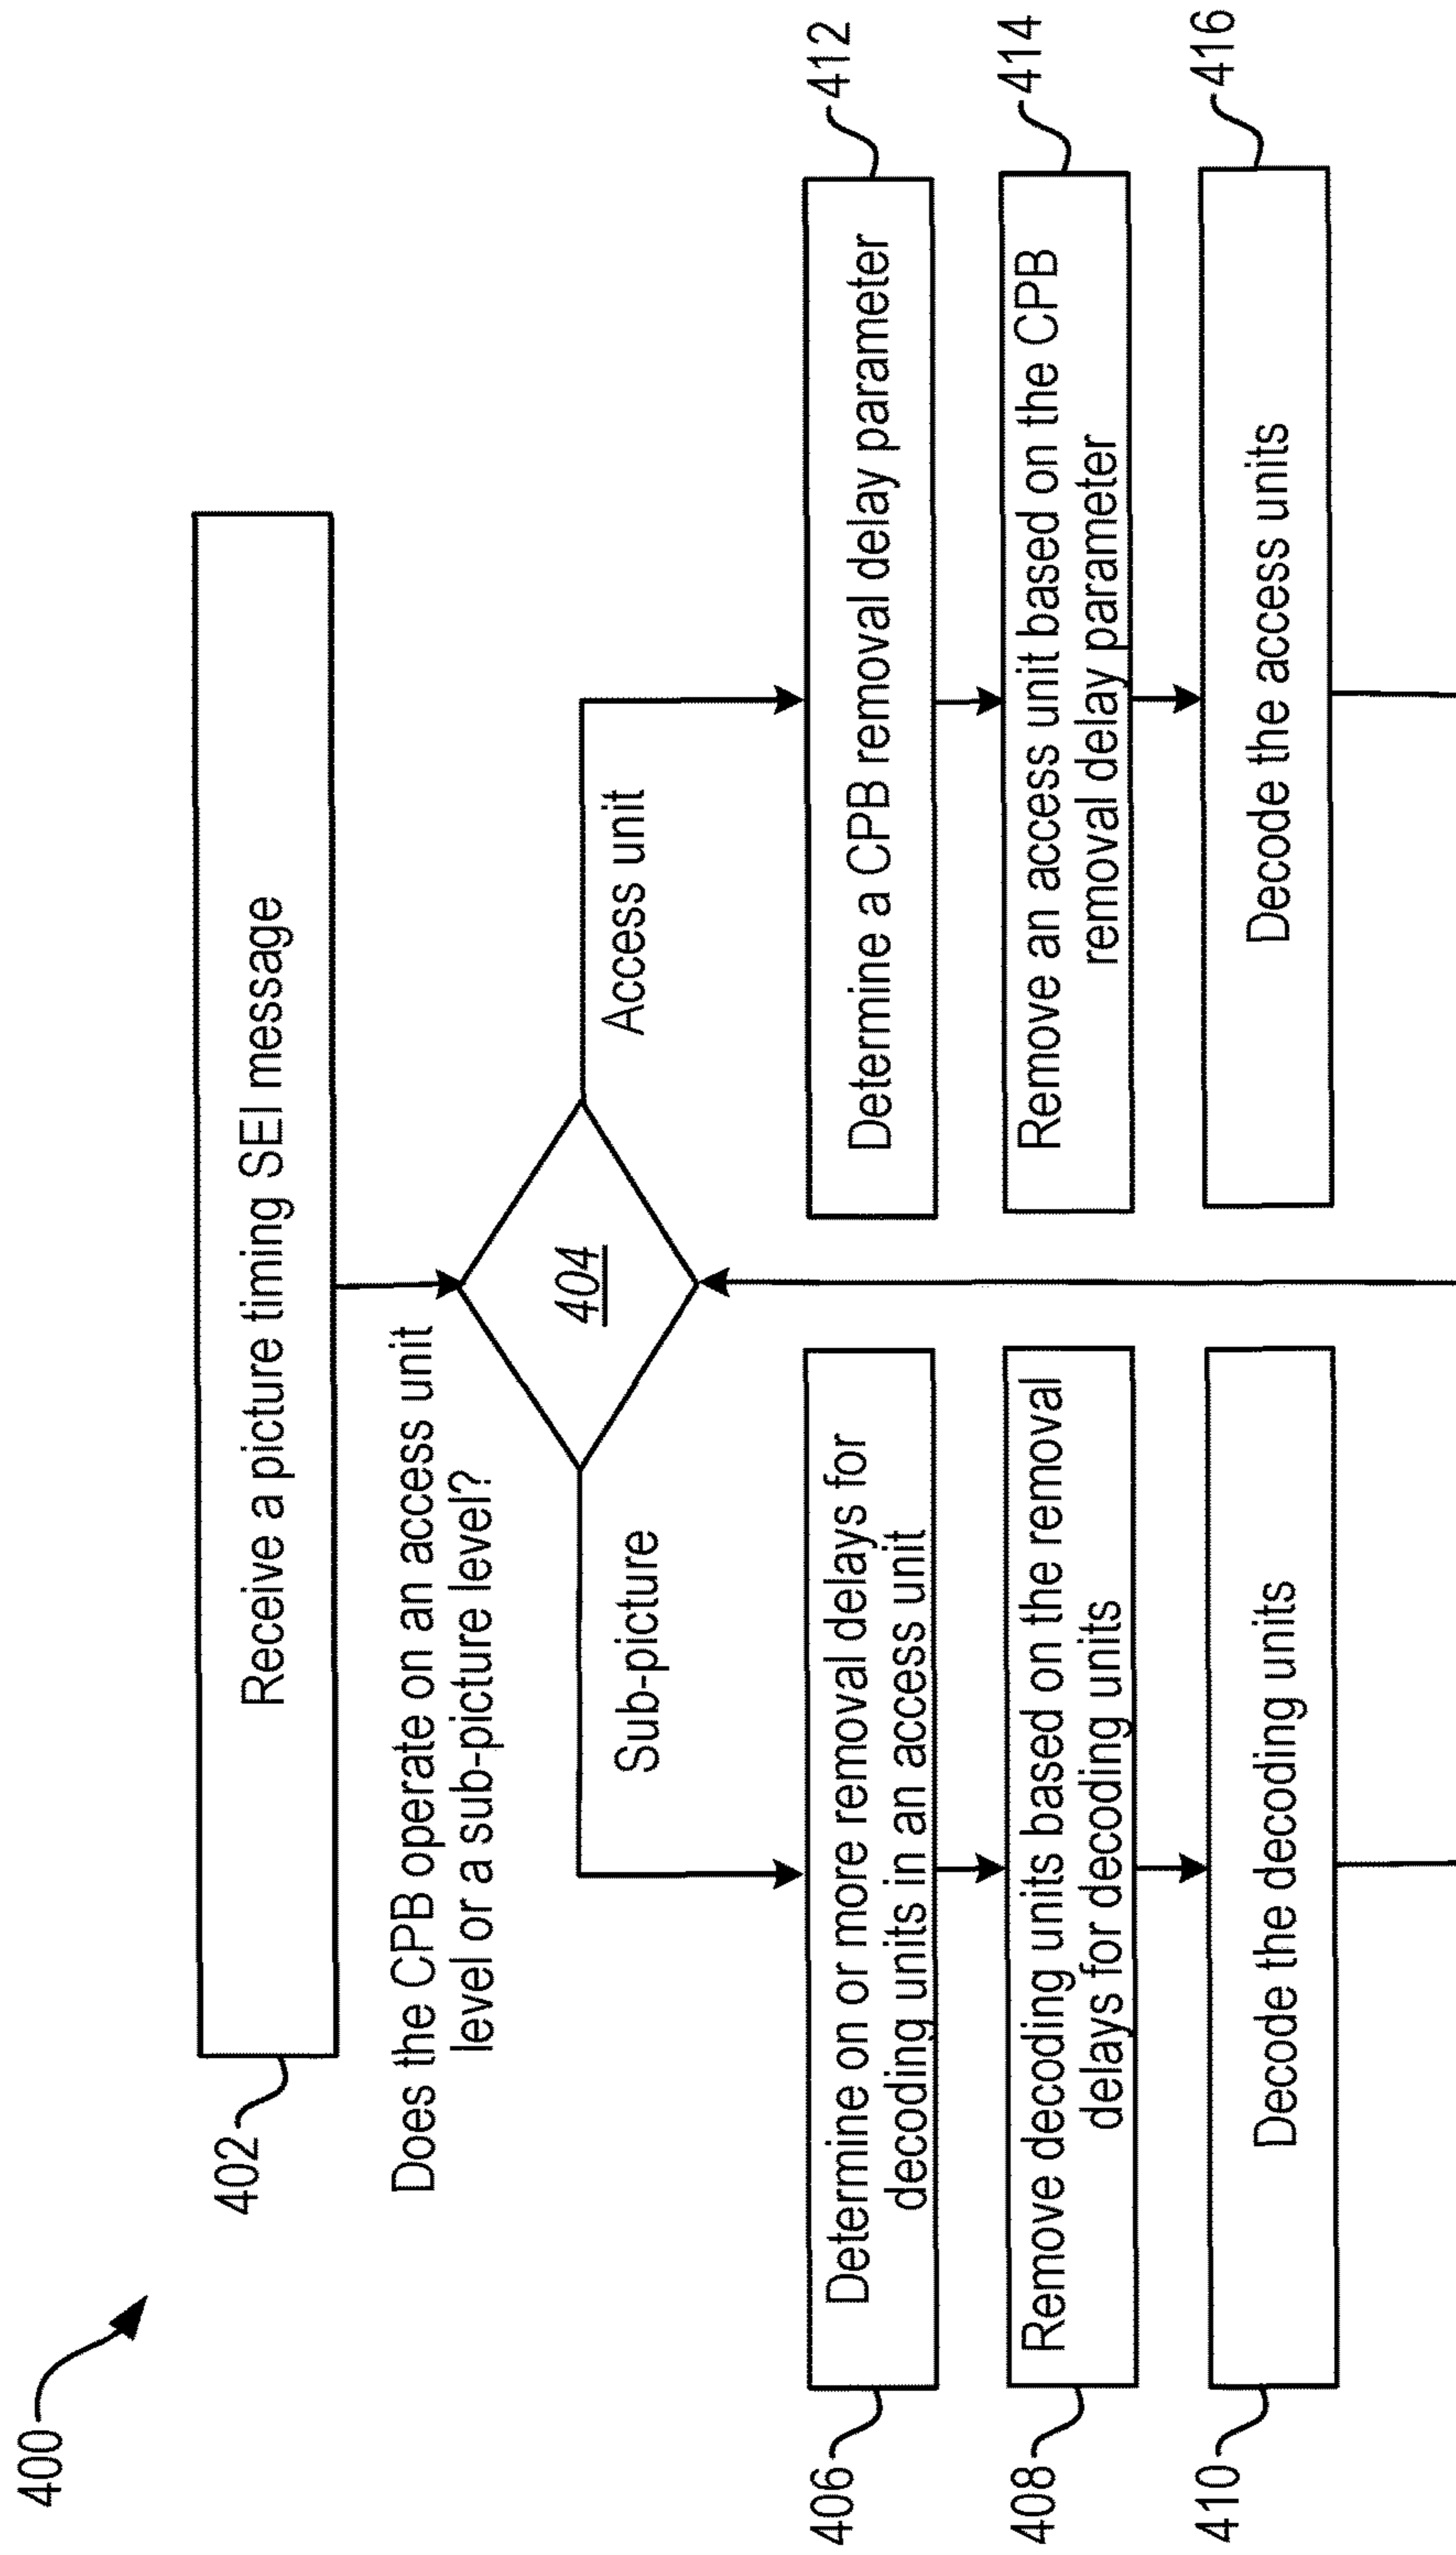 400
402
Receive a picture timing SEI message
Does the CPB operate on an access unit
level or a sub-picture level?
404
Sub-picture
Access unit
406
Determine on or more removal delays for
decoding units in an access unit
412
Determine a CPB removal delay parameter
408
Remove decoding units based on the removal
delays for decoding units
414
Remove an access unit based on the CPB
removal delay parameter
410
Decode the decoding units
416
Decode the access units